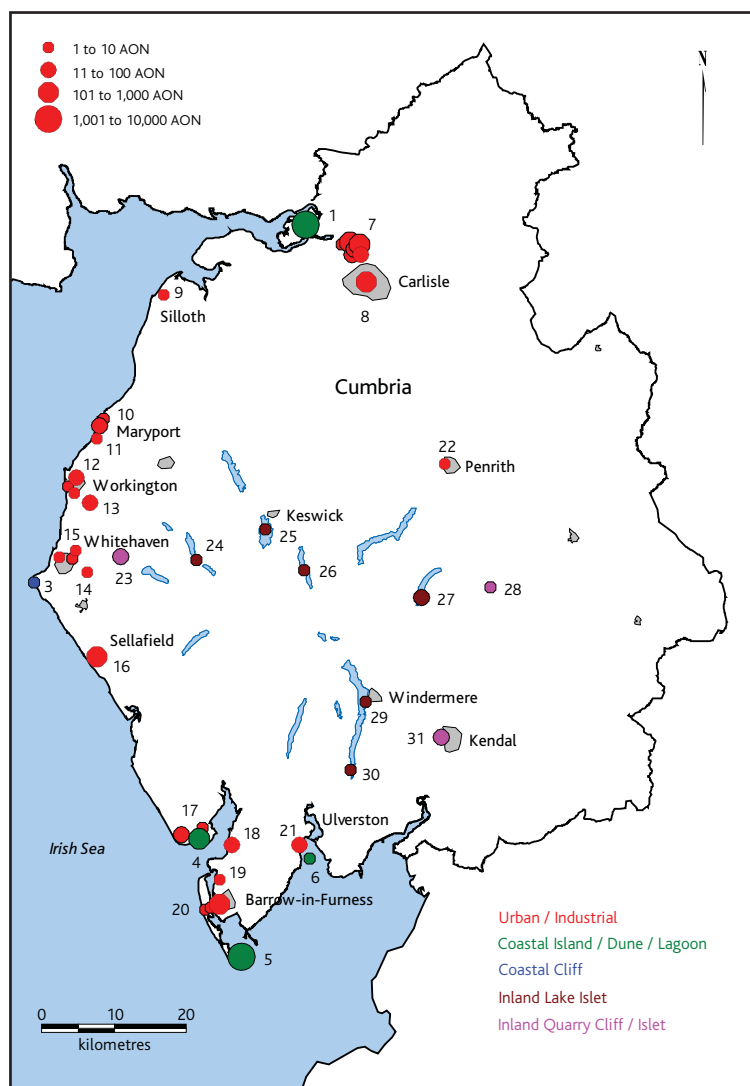 1 to 10 AON
11 to 100 AON
101 to 1,000 AON
1,001 to 10,000 AON
N
1
7
Carlisle
8
9
Silloth
Cumbria
10
Maryport
11
12
Workington
13
22
Penrith
Keswick
25
15
Whitehaven
23
24
26
3
14
27
28
Sellafield
16
Windermere
29
31
Kendal
30
17
4
18
21
Ulverston
6
Irish Sea
19
20
Barrow-in-Furness
5
Urban / Industrial
Coastal Island / Dune / Lagoon
Coastal Cliff
Inland Lake Islet
Inland Quarry Cliff / Islet
0 10 20
kilometres